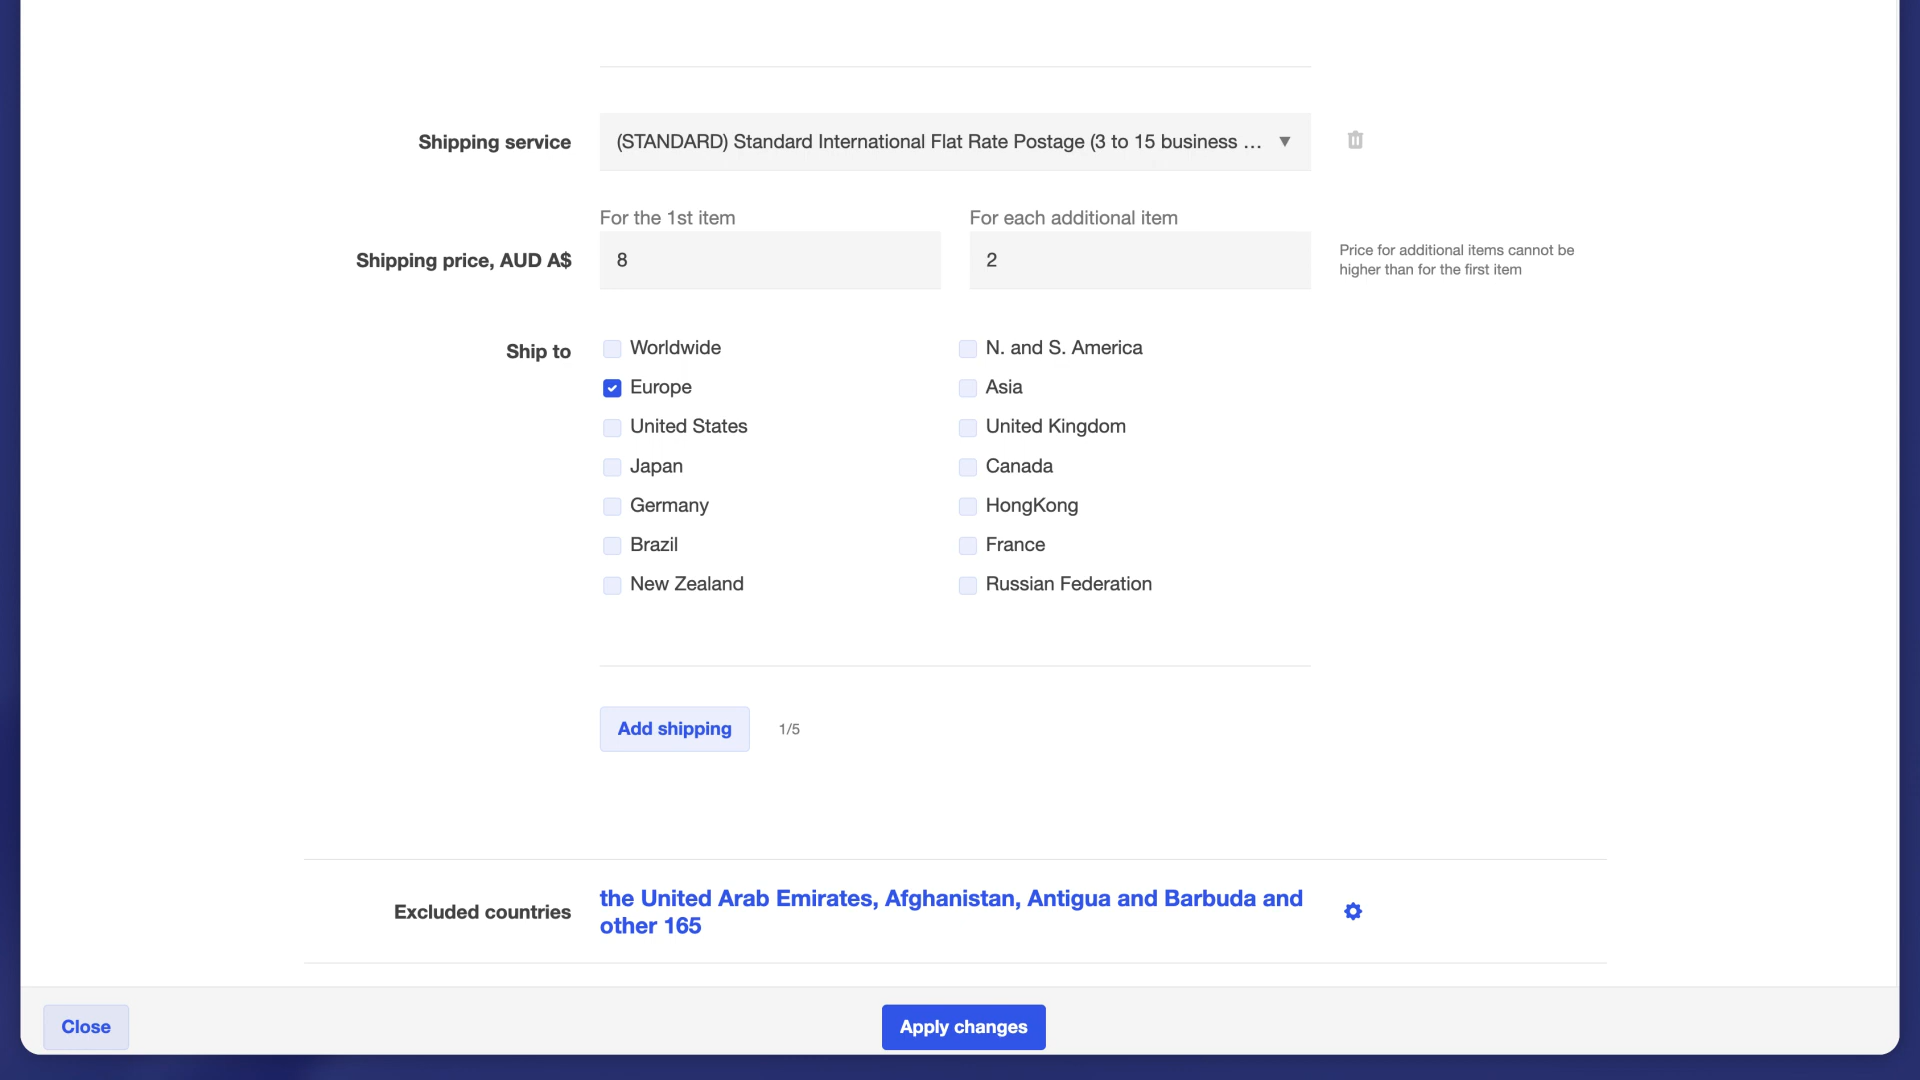 Shipping service
(STANDARD) Standard International Flat Rate Postage (3 to 15 business ...
For the 1st item
For each additional item
Shipping price, AUD A$
8
2
Price for additional items cannot be
higher than for the first item
Ship to
Worldwide
N. and S. America
Europe
Asia
United States
United Kingdom
Japan
Canada
Germany
HongKong
Brazil
France
New Zealand
Russian Federation
Add shipping
1/5
Excluded countries
the United Arab Emirates, Afghanistan, Antigua and Barbuda and
other 165
Close
Apply changes